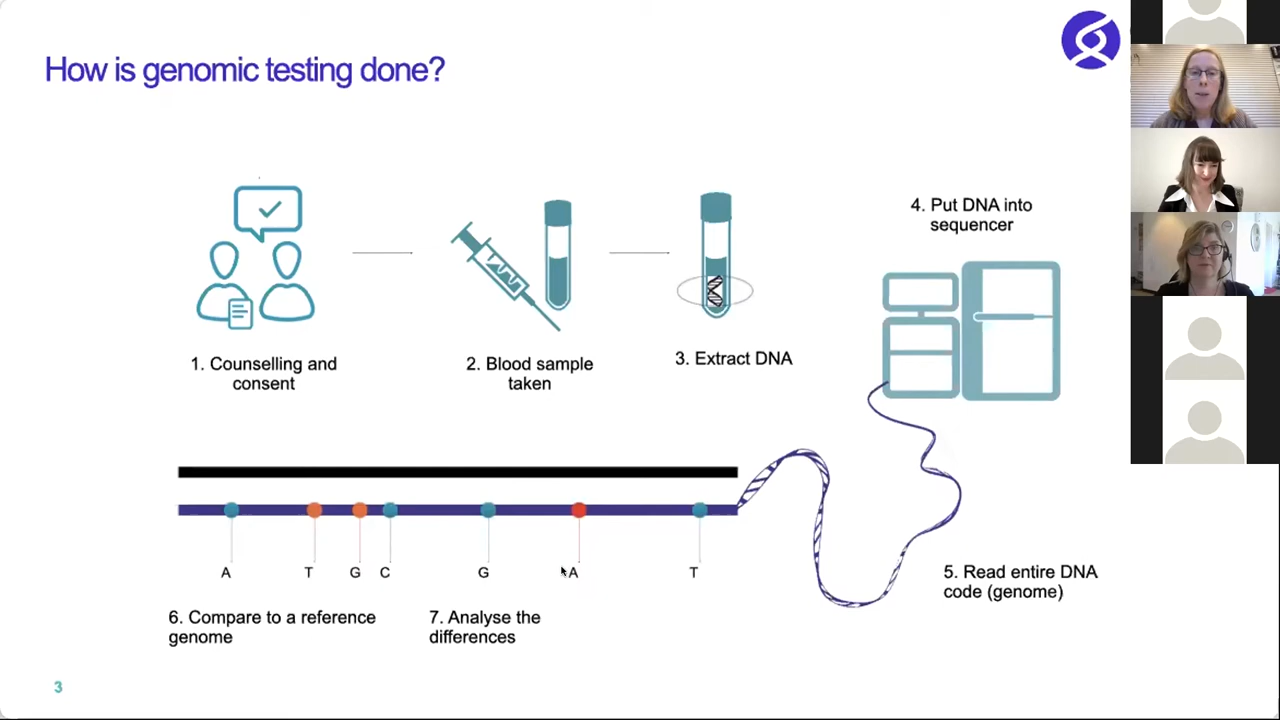 How is genomic testing done?
1. Counselling and
consent
2. Blood sample
taken
3. Extract DNA
4. Put DNA into
sequencer
5. Read entire DNA
code (genome)
A T G C G A T
6. Compare to a reference
genome
7. Analyse the
differences
3